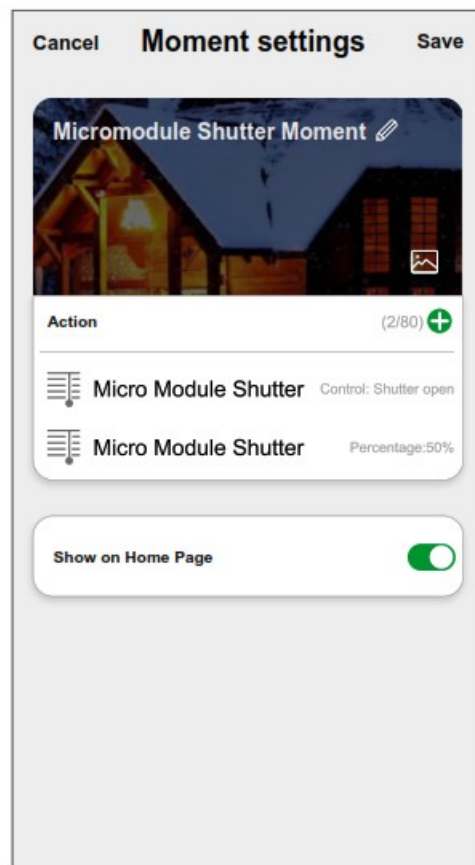 Cancel Moment settings Save
Micromodule Shutter Moment
Action (2/80)
Micro Module Shutter Control: Shutter open
Micro Module Shutter Percentage:50%
Show on Home Page